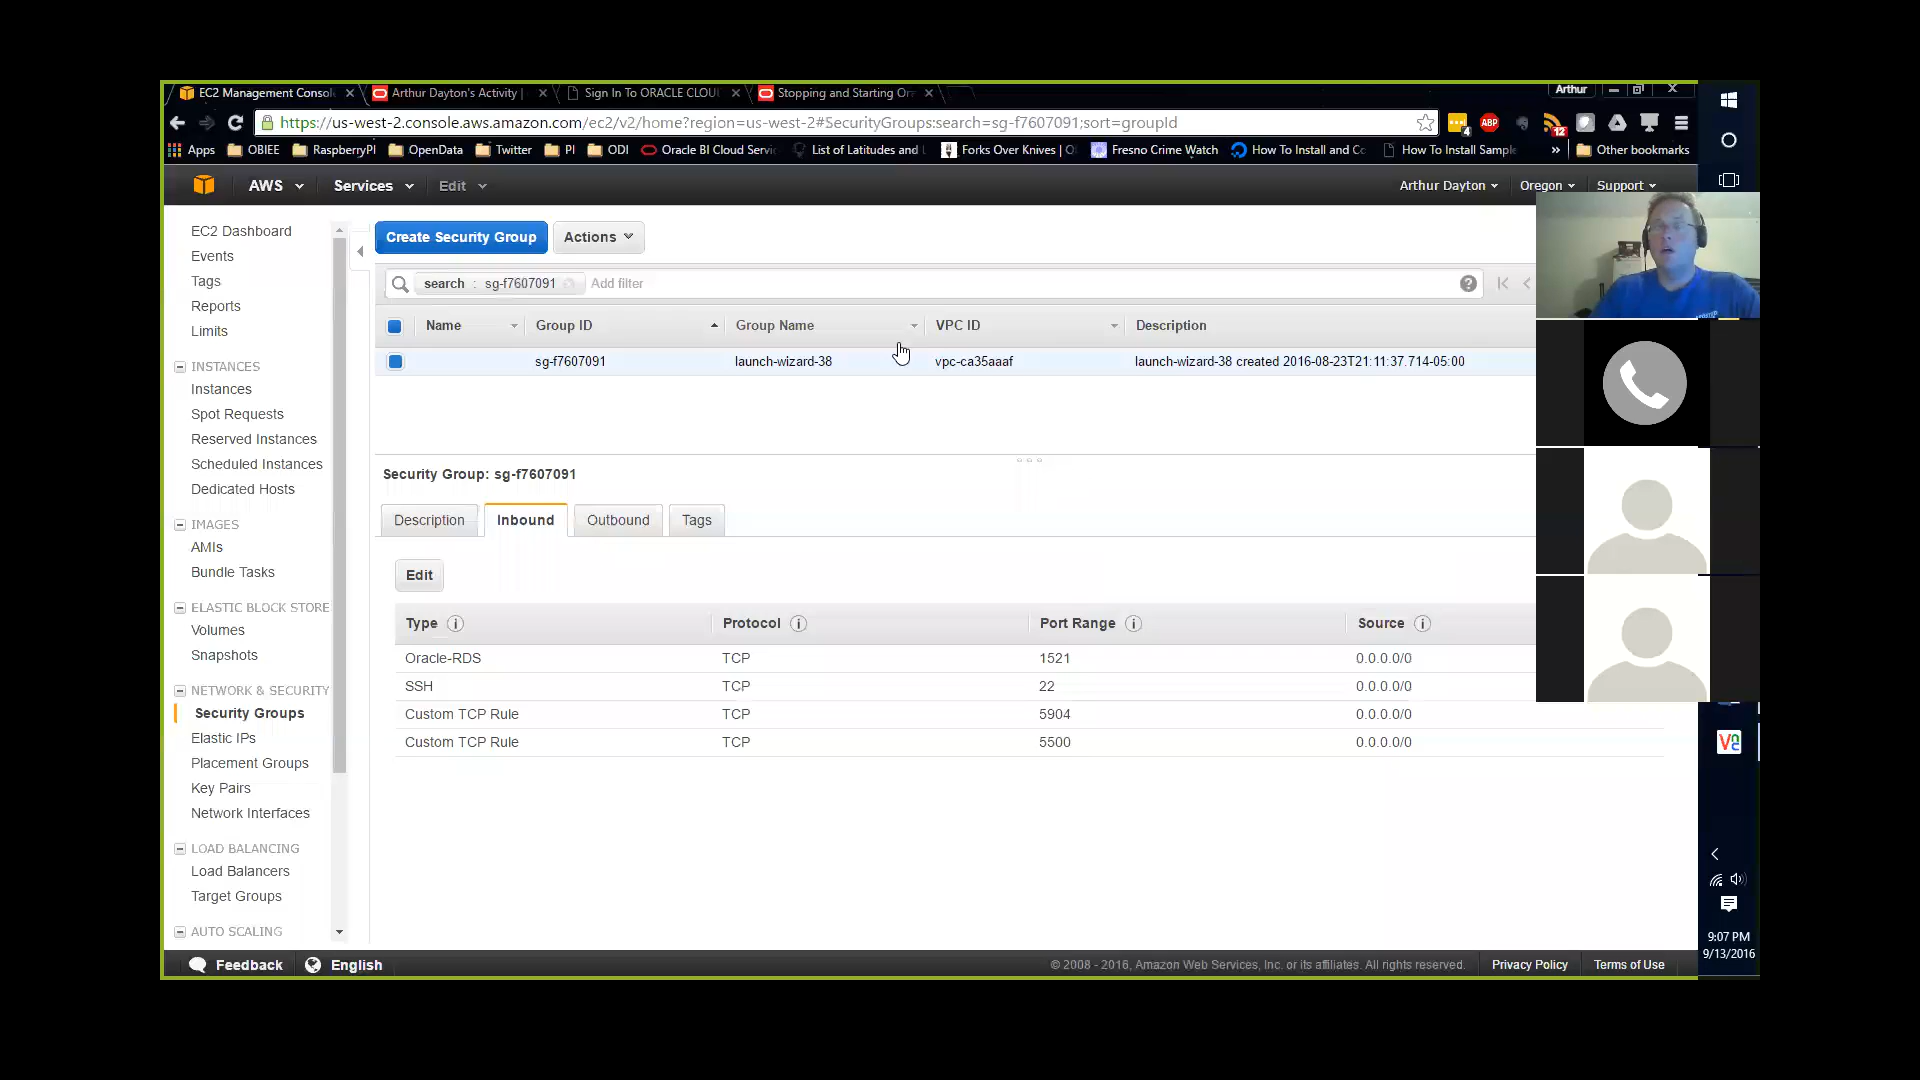 EC2 Management Consol
Arthur Dayton's Activity |
Sign In To ORACLE CLOU
Stopping and Starting Or
Arthur
https://us-west-2.console.aws.amazon.com/ec2/v2/home?region=us-west-2#SecurityGroups:search=sg-f7607091;sort=groupId
4
ABP
12
Apps
OBIEE
RaspberryPI
OpenData
Twitter
PI
ODI
Oracle BI Cloud Servi
List of Latitudes and
Forks Over Knives | O
Fresno Crime Watch
How To Install and Co
How To Install Sample
»
Other bookmarks
AWS
Services
Edit
Arthur Dayton
Oregon
Support
EC2 Dashboard
Events
Tags
Reports
Limits
INSTANCES
Instances
Spot Requests
Reserved Instances
Scheduled Instances
Dedicated Hosts
IMAGES
AMIs
Bundle Tasks
ELASTIC BLOCK STORE
Volumes
Snapshots
NETWORK & SECURITY
Security Groups
Elastic IPs
Placement Groups
Key Pairs
Network Interfaces
LOAD BALANCING
Load Balancers
Target Groups
AUTO SCALING
Create Security Group
Actions
search : sg-f7607091
Add filter
Name
Group ID
Group Name
VPC ID
Description
sg-f7607091
launch-wizard-38
vpc-ca35aaaf
launch-wizard-38 created 2016-08-23T21:11:37.714-05:00
Security Group: sg-f7607091
Description
Inbound
Outbound
Tags
Edit
Type
Protocol
Port Range
Source
Oracle-RDS
TCP
1521
0.0.0.0/0
SSH
TCP
22
0.0.0.0/0
Custom TCP Rule
TCP
5904
0.0.0.0/0
Custom TCP Rule
TCP
5500
0.0.0.0/0
9:07 PM
9/13/2016
Feedback
English
© 2008 - 2016, Amazon Web Services, Inc. or its affiliates. All rights reserved.
Privacy Policy
Terms of Use